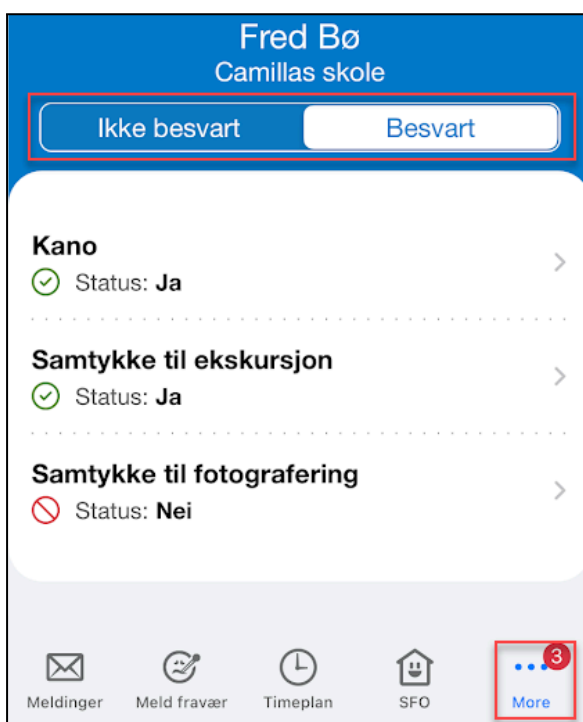 Fred Bø
Camillas skole
Ikke besvart Besvart
Kano
Status: Ja
Samtykke til ekskursjon
Status: Ja
Samtykke til fotografering
Status: Nei
3
Meldinger Meld fravær Timeplan SFO More